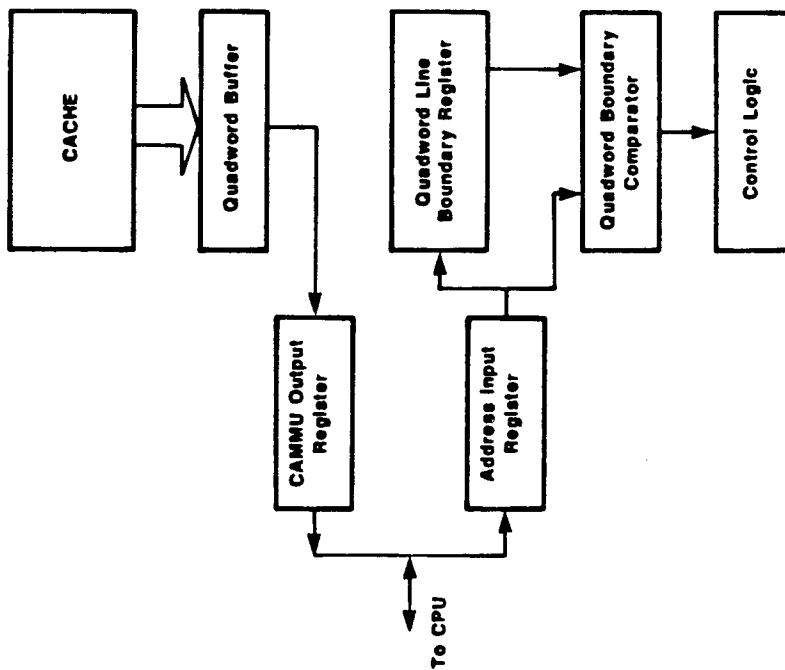 CACHE
Quadword Buffer
CAMMU Output
Register
To CPU
Address Input
Register
Quadword Line
Boundary Register
Quadword Boundary
Comparator
Control Logic